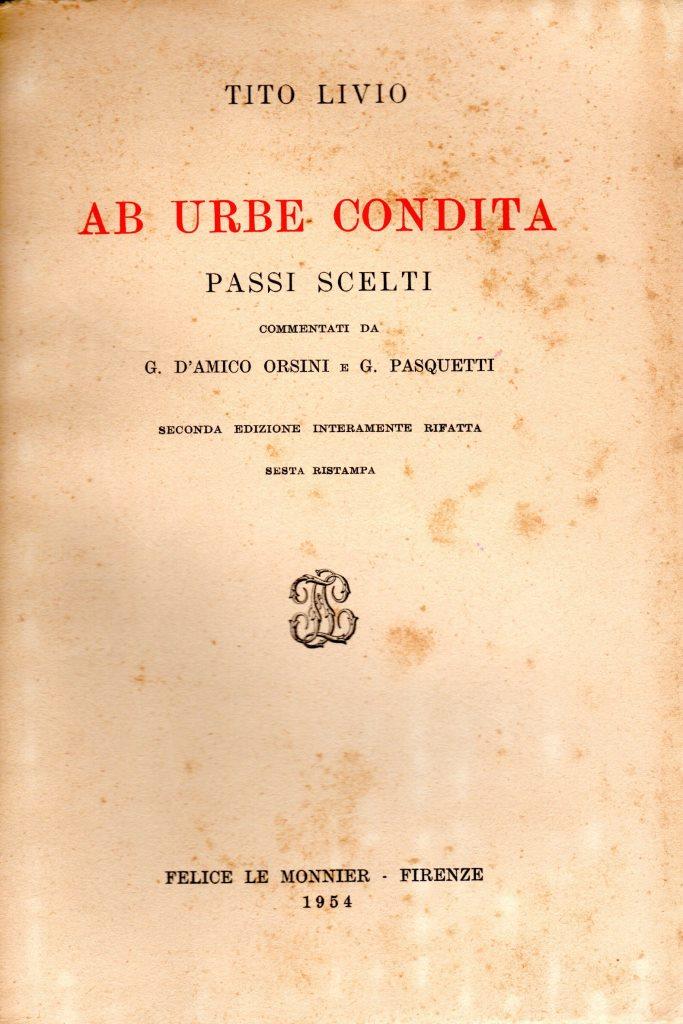 TITO LIVIO
AB URBE CONDITA
PASSI SCELTI
COMMENTATI DA
G. D'AMICO ORSINI E G. PASQUETTI
SECONDA EDIZIONE INTERAMENTE RIFATTA
SESTA RISTAMPA
FELICE LE MONNIER - FIRENZE
1954